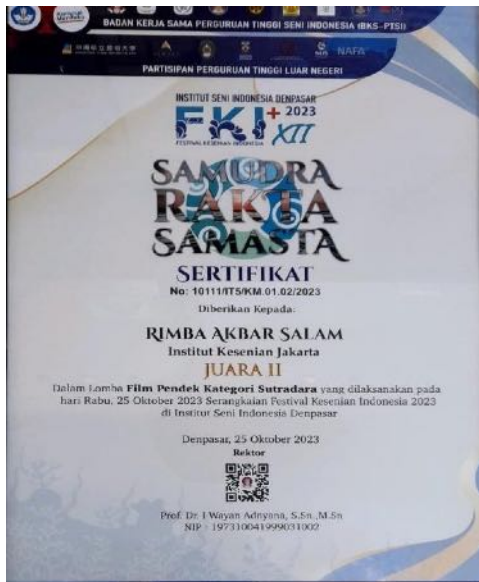 BADAN KERJA SAMA PERGURUAN TINGGI SENI INDONESIA (BKS-PTSI)
NAFA
PARTISIPAN PERGURUAN TINGGI LUAR NEGERI
INSTITUT SENI INDONESIA DENPASAR
FKI + 2023
XII
FESTIVAL KESENIAN INDONESIA
SAMUDRA
RAKTA
SAMASTA
SERTIFIKAT
No: 10111/IT5/KM.01.02/2023
Diberikan Kepada:
RIMBA AKBAR SALAM
Institut Kesenian Jakarta
JUARA II
Dalam Lomba Film Pendek Kategori Sutradara yang dilaksanakan pada
hari Rabu, 25 Oktober 2023 Serangkaian Festival Kesenian Indonesia 2023
di Institut Seni Indonesia Denpasar
Denpasar, 25 Oktober 2023
Rektor
Prof. Dr. I Wayan Adnyana, S.Sn.,M.Sn
NIP : 197310041999031002